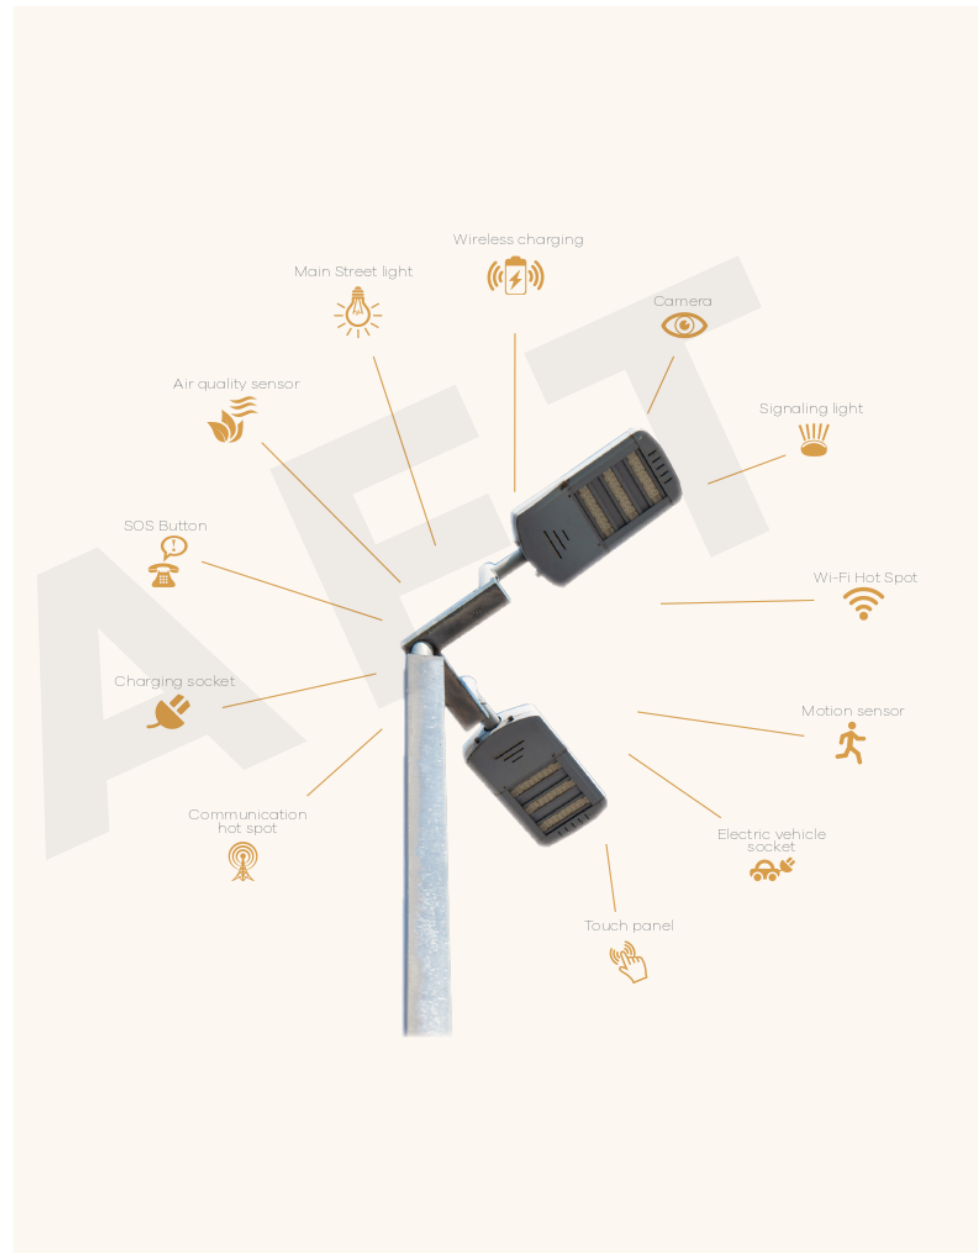 Wireless charging
Main Street light
Camera
Air quality sensor
Signaling light
SOS Button
Wi-Fi Hot Spot
Charging socket
Motion sensor
Communication
hot spot
Electric vehicle
socket
Touch panel